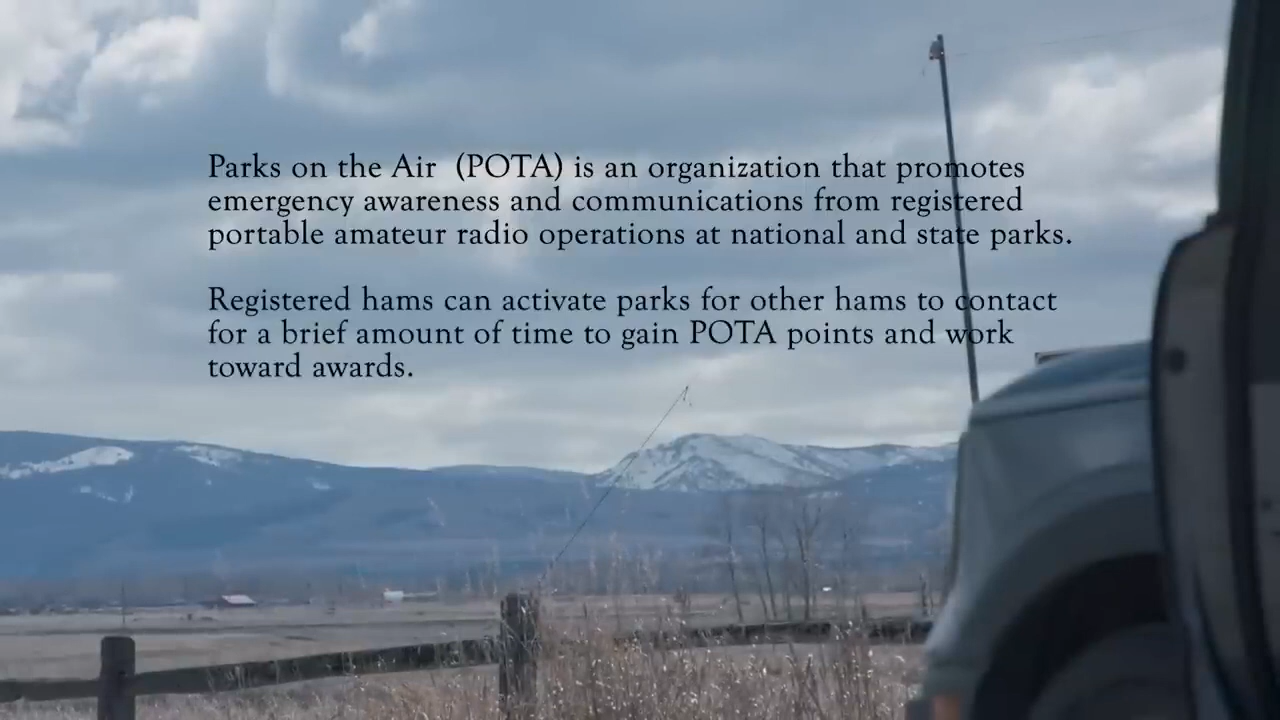 Parks on the Air (POTA) is an organization that promotes
emergency awareness and communications from registered
portable amateur radio operations at national and state parks.
Registered hams can activate parks for other hams to contact
for a brief amount of time to gain POTA points and work
toward awards.